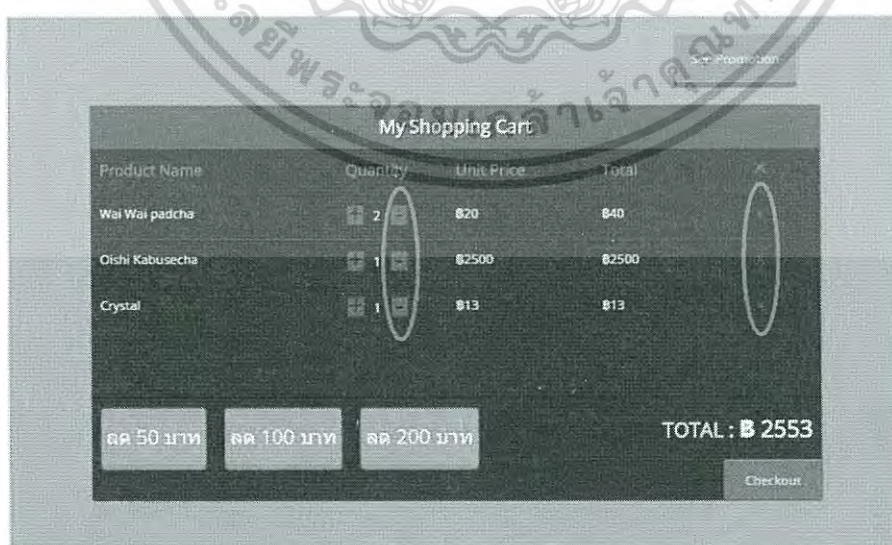 See Promotion
My Shopping Cart
Product Name Quantity Unit Price Total ×
Wai Wai padcha + 2 - ฿20 ฿40
Oishi Kabusecha + 1 - ฿2500 ฿2500
Crystal + 1 - ฿13 ฿13
ลด 50 บาท ลด 100 บาท ลด 200 บาท
TOTAL : ฿ 2553
Checkout